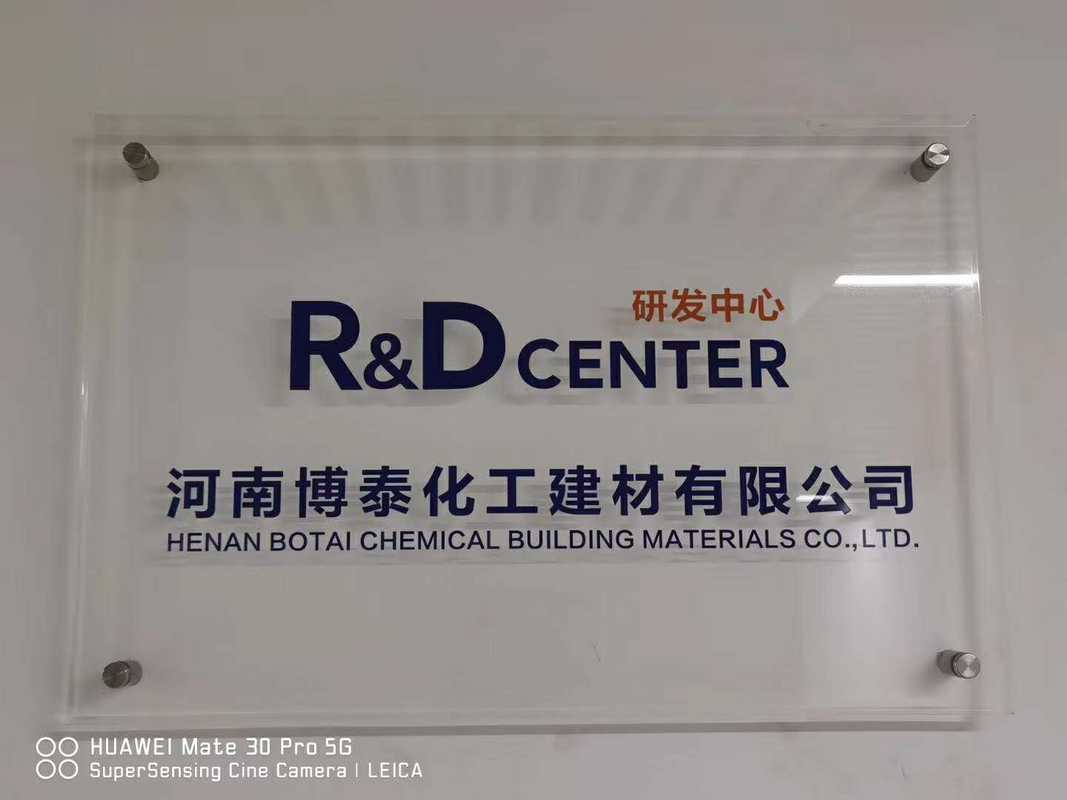 研发中心
R&D CENTER
河南博泰化工建材有限公司
HENAN BOTAI CHEMICAL BUILDING MATERIALS CO.,LTD.
HUAWEI Mate 30 Pro 5G
SuperSensing Cine Camera | LEICA